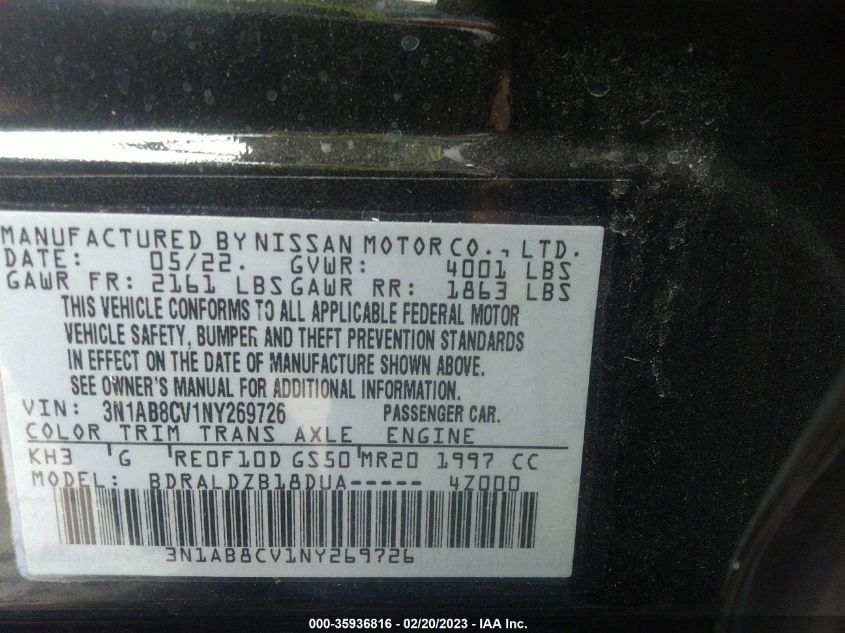 MANUFACTURED BY NISSAN MOTOR CO., LTD.
DATE: 05/22. GVWR: 4001 LBS
GAWR FR: 2161 LBS GAWR RR: 1863 LBS
THIS VEHICLE CONFORMS TO ALL APPLICABLE FEDERAL MOTOR
VEHICLE SAFETY, BUMPER AND THEFT PREVENTION STANDARDS
IN EFFECT ON THE DATE OF MANUFACTURE SHOWN ABOVE.
SEE OWNER'S MANUAL FOR ADDITIONAL INFORMATION.
VIN: 3N1AB8CV1NY269726 PASSENGER CAR.
COLOR TRIM TRANS AXLE ENGINE
KH3 G RE0F10D GS50 MR20 1997 CC
MODEL: BDRALDZB18DUA----- 4Z000
3N1AB8CV1NY269726
000-35936816 - 02/20/2023 - IAA Inc.